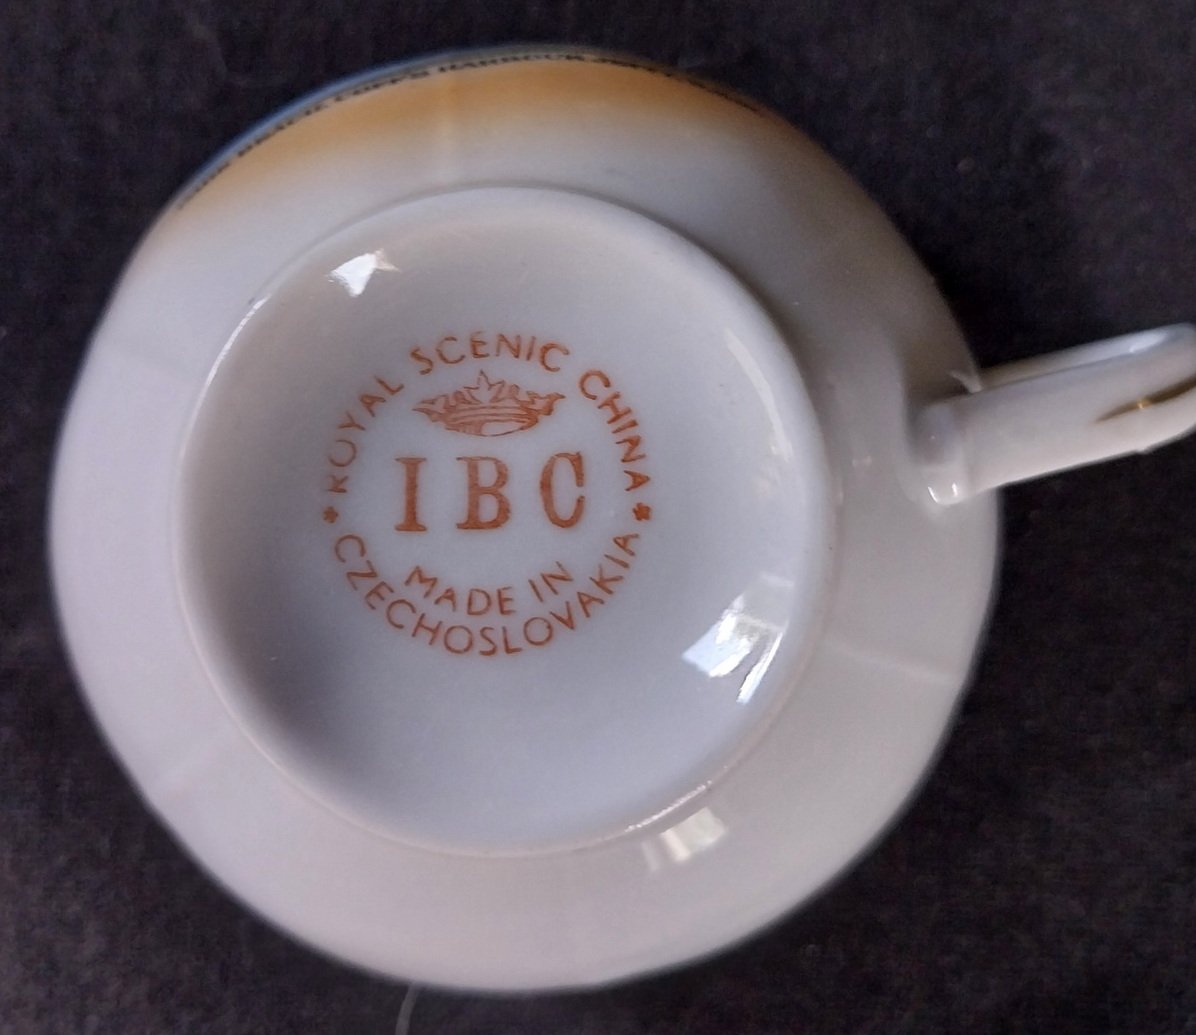 ROYAL SCENIC CHINA
IBC
MADE IN
CZECHOSLOVAKIA